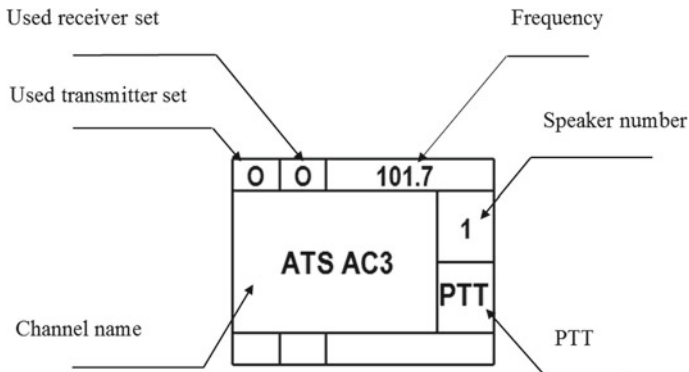 Used receiver set
Frequency
Used transmitter set
Speaker number
O O 101.7
1
ATS AC3
PTT
Channel name
PTT